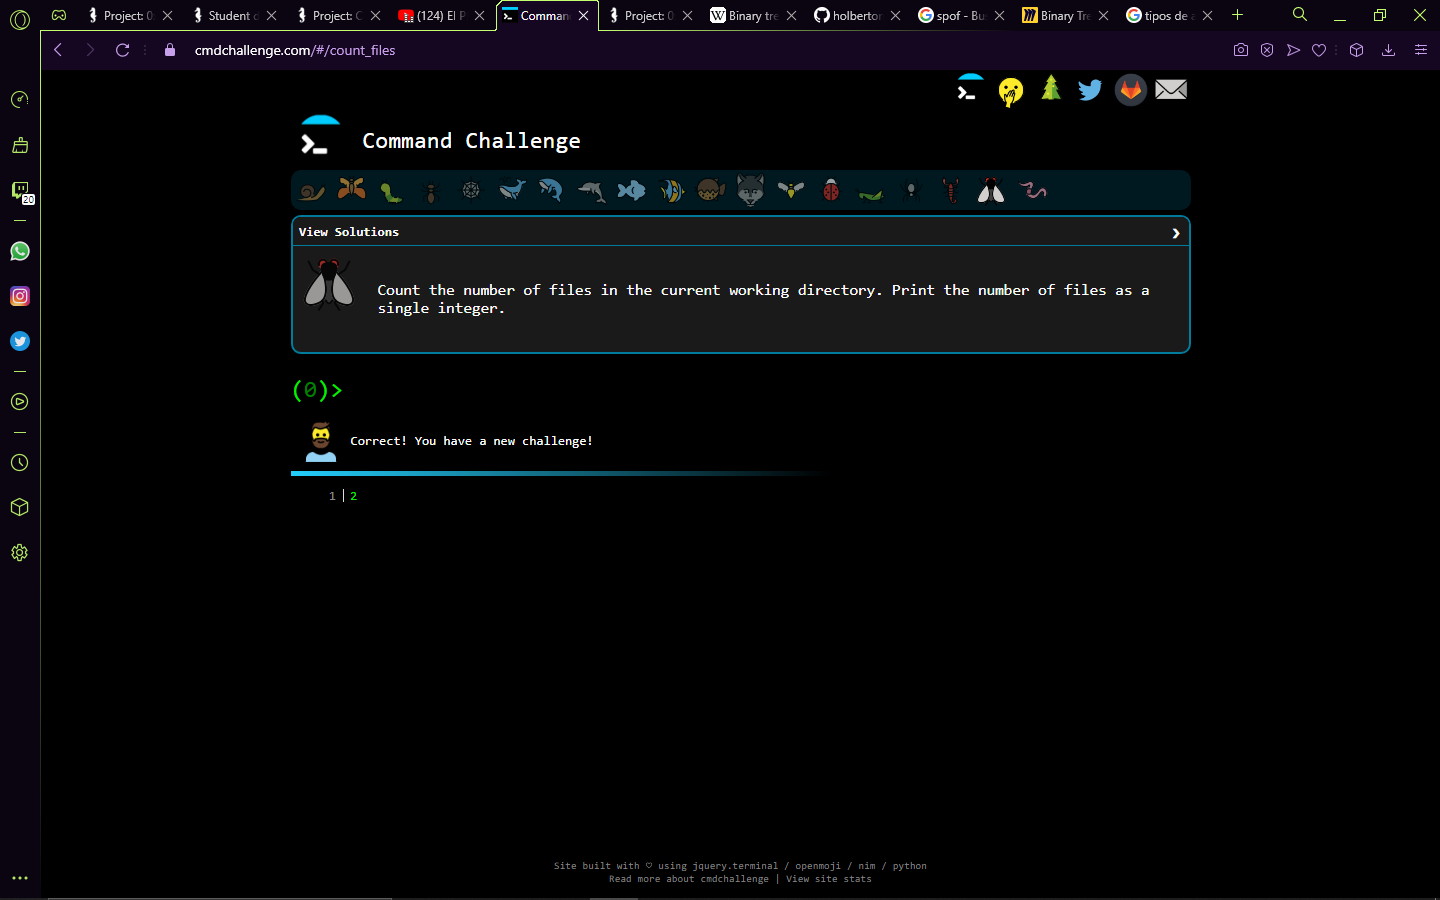 Project: 0
Student d
Project: C
(124) El P
Comman
Project: 0
Binary tre
holberton
spof - Bu
Binary Tre
tipos de a
cmdchallenge.com/#/count_files
20
Command Challenge
View Solutions
Count the number of files in the current working directory. Print the number of files as a
single integer.
(0)>
Correct! You have a new challenge!
1 | 2
Site built with ♡ using jquery.terminal / openmoji / nim / python
Read more about cmdchallenge | View site stats